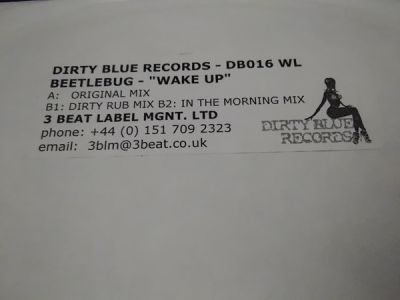 DIRTY BLUE RECORDS - DB016 WL
BEETLEBUG - "WAKE UP"
A: ORIGINAL MIX
B1: DIRTY RUB MIX B2: IN THE MORNING MIX
3 BEAT LABEL MGNT. LTD
phone: +44 (0) 151 709 2323
email: 3blm@3beat.co.uk
DIRTY BLUE
RECORDS